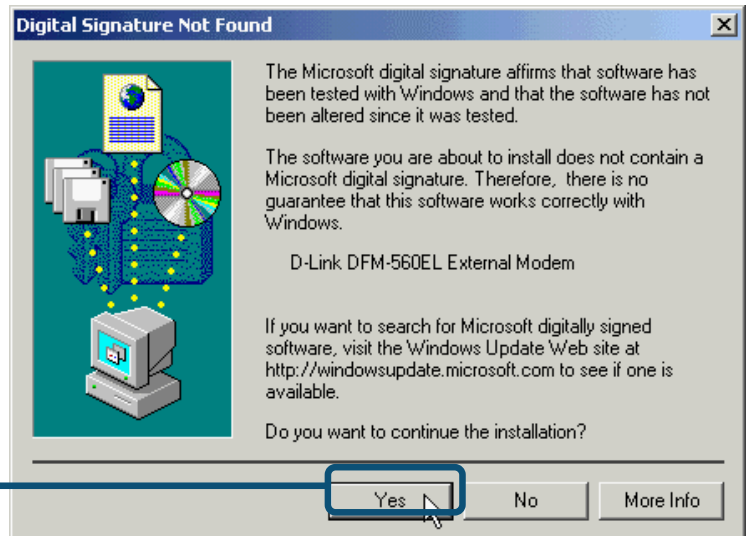 Digital Signature Not Found
The Microsoft digital signature affirms that software has
been tested with Windows and that the software has not
been altered since it was tested.
The software you are about to install does not contain a
Microsoft digital signature. Therefore, there is no
guarantee that this software works correctly with
Windows.
D-Link DFM-560EL External Modem
If you want to search for Microsoft digitally signed
software, visit the Windows Update Web site at
http://windowsupdate.microsoft.com to see if one is
available.
Do you want to continue the installation?
Yes No More Info